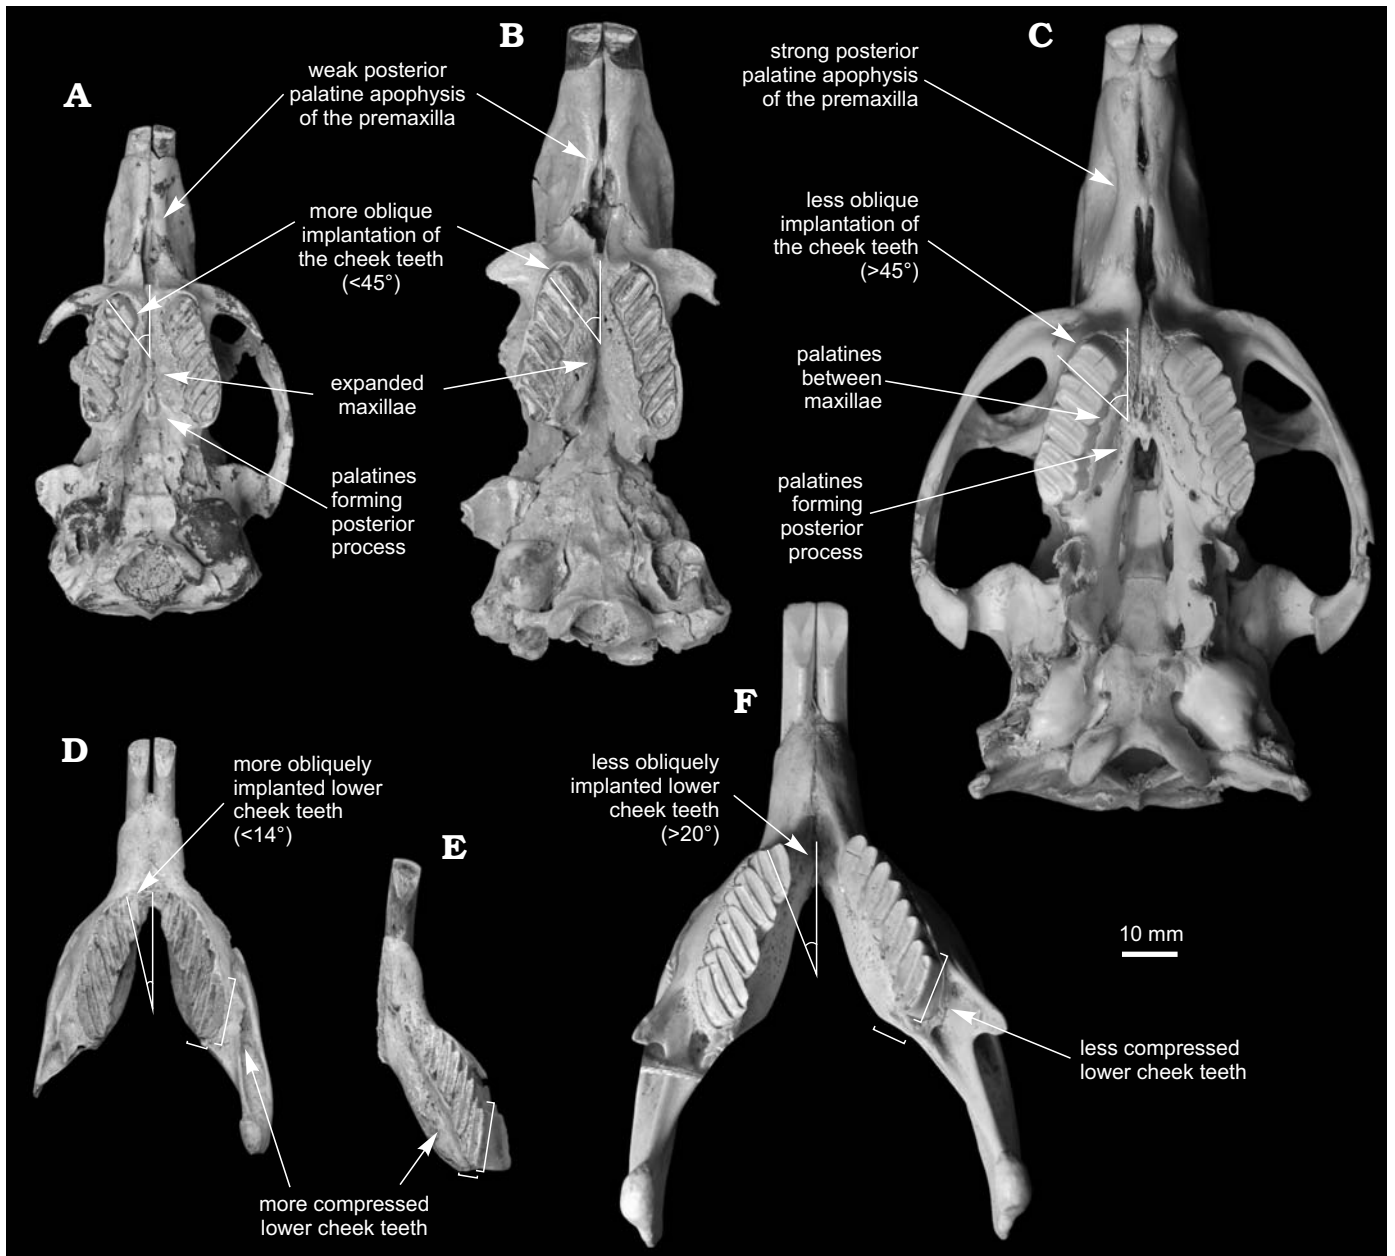 A
weak posterior
palatine apophysis
of the premaxilla
B
strong posterior
palatine apophysis
of the premaxilla
C
more oblique
implantation of
the cheek teeth
(<45°)
less oblique
implantation of
the cheek teeth
(>45°)
expanded
maxillae
palatines
between
maxillae
palatines
forming
posterior
process
palatines
forming
posterior
process
D
more obliquely
implanted lower
cheek teeth
(<14°)
E
F
less obliquely
implanted lower
cheek teeth
(>20°)
10 mm
less compressed
lower cheek teeth
more compressed
lower cheek teeth